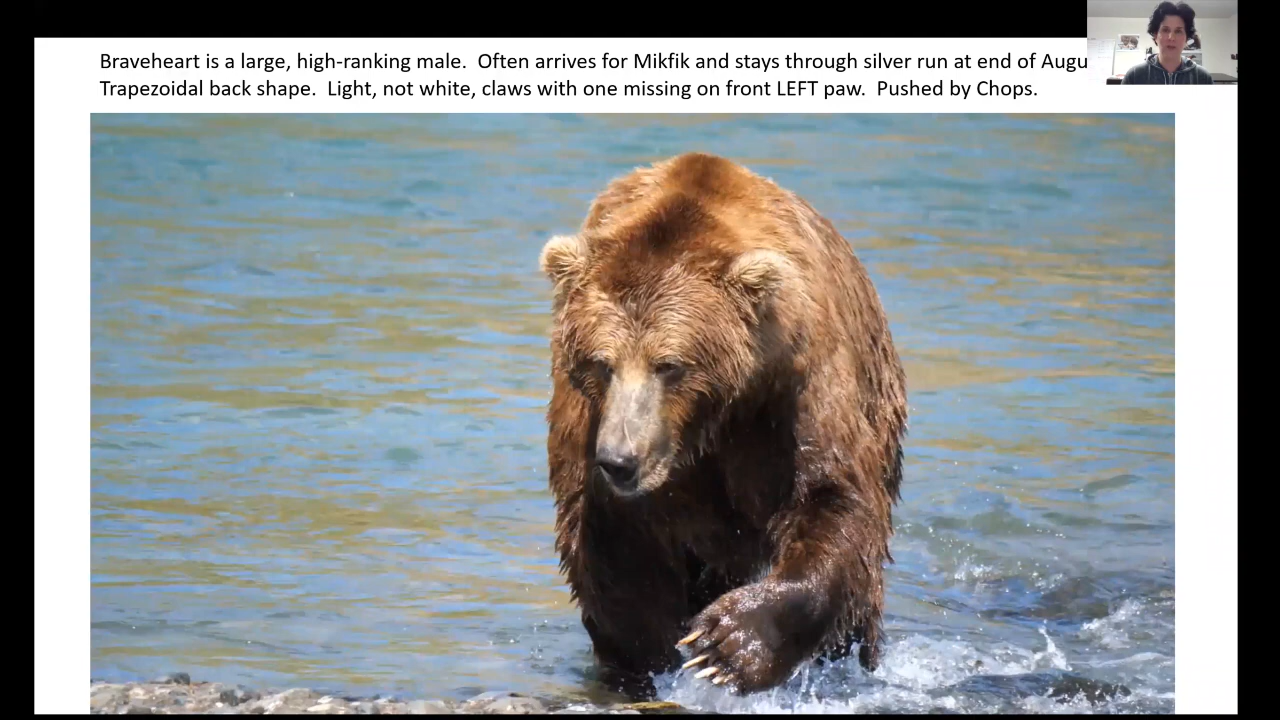 Braveheart is a large, high-ranking male.  Often arrives for Mikfik and stays through silver run at end of Augu
Trapezoidal back shape.  Light, not white, claws with one missing on front LEFT paw.  Pushed by Chops.